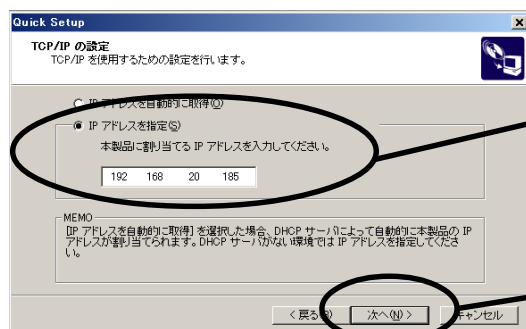 Quick Setup
TCP/IP の設定
TCP/IP を使用するための設定を行います。
IP アドレスを自動的に取得(O)
IP アドレスを指定(S)
本製品に割り当てる IP アドレスを入力してください。
192 168 20 185
MEMO
[IP アドレスを自動的に取得] を選択した場合、DHCP サーバによって自動的に本製品の IP
アドレスが割り当てられます。DHCP サーバがない環境では IP アドレスを指定してくださ
い。
< 戻る(B) 次へ(N) > キャンセル